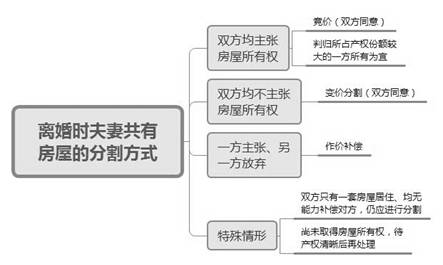 离婚时夫妻共有
房屋的分割方式
双方均主张
房屋所有权
竞价（双方同意）
判归所占产权份额较
大的一方所有为宜
双方均不主张
房屋所有权
变价分割（双方同意）
一方主张、另
一方放弃
作价补偿
特殊情形
双方只有一套房屋居住、均无
能力补偿对方，仍应进行分割
尚未取得房屋所有权，待
产权清晰后再处理